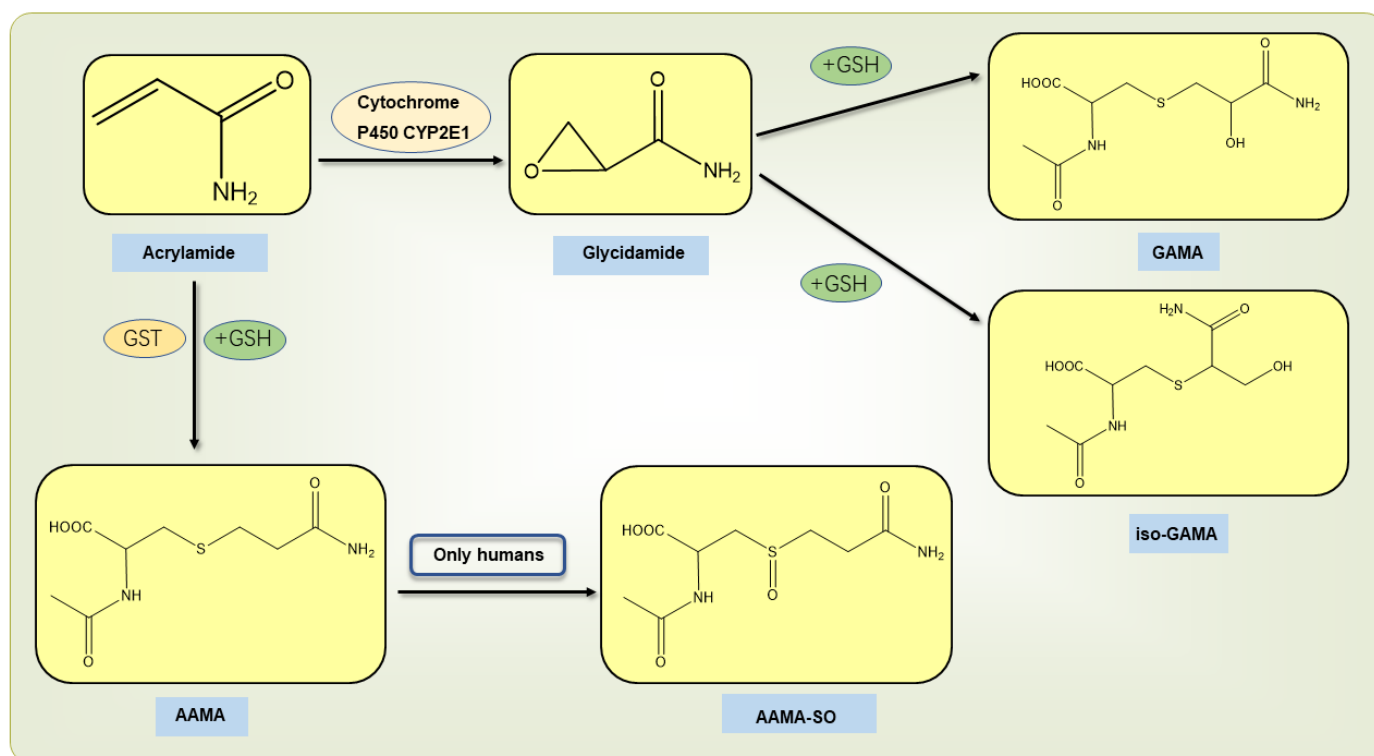 O
NH2
Acrylamide
Cytochrome
P450 CYP2E1
O
O
NH2
Glycidamide
+GSH
+GSH
O
HOOC
S
NH2
OH
NH
O
GAMA
H2N
O
HOOC
S
OH
NH
O
iso-GAMA
GST
+GSH
O
HOOC
S
NH2
NH
O
AAMA
Only humans
O
HOOC
S
NH2
O
NH
O
AAMA-SO